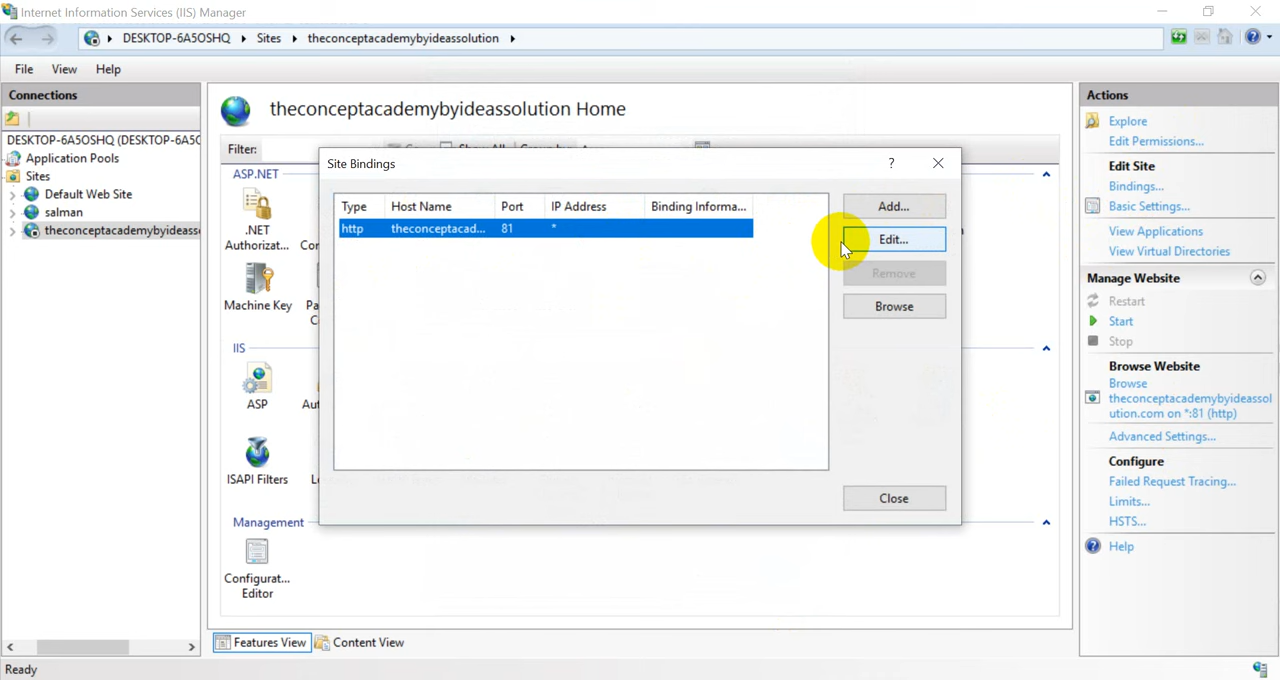 Internet Information Services (IIS) Manager
DESKTOP-6A5OSHQ Sites theconceptacademybyideassolution
File View Help
Connections
DESKTOP-6A5OSHQ (DESKTOP-6A5O
Application Pools
Sites
Default Web Site
salman
theconceptacademybyideass
theconceptacademybyideassolution Home
Filter:
ASP.NET
.NET
Authorizat...
Machine Key
IIS
ASP
ISAPI Filters
Management
Configurat...
Editor
Site Bindings
Type Host Name Port IP Address Binding Informa...
http theconceptacad... 81 *
Add...
Edit...
Remove
Browse
Close
Features View Content View
Actions
Explore
Edit Permissions...
Edit Site
Bindings...
Basic Settings...
View Applications
View Virtual Directories
Manage Website
Restart
Start
Stop
Browse Website
Browse
theconceptacademybyideassol
ution.com on *:81 (http)
Advanced Settings...
Configure
Failed Request Tracing...
Limits...
HSTS...
Help
Ready